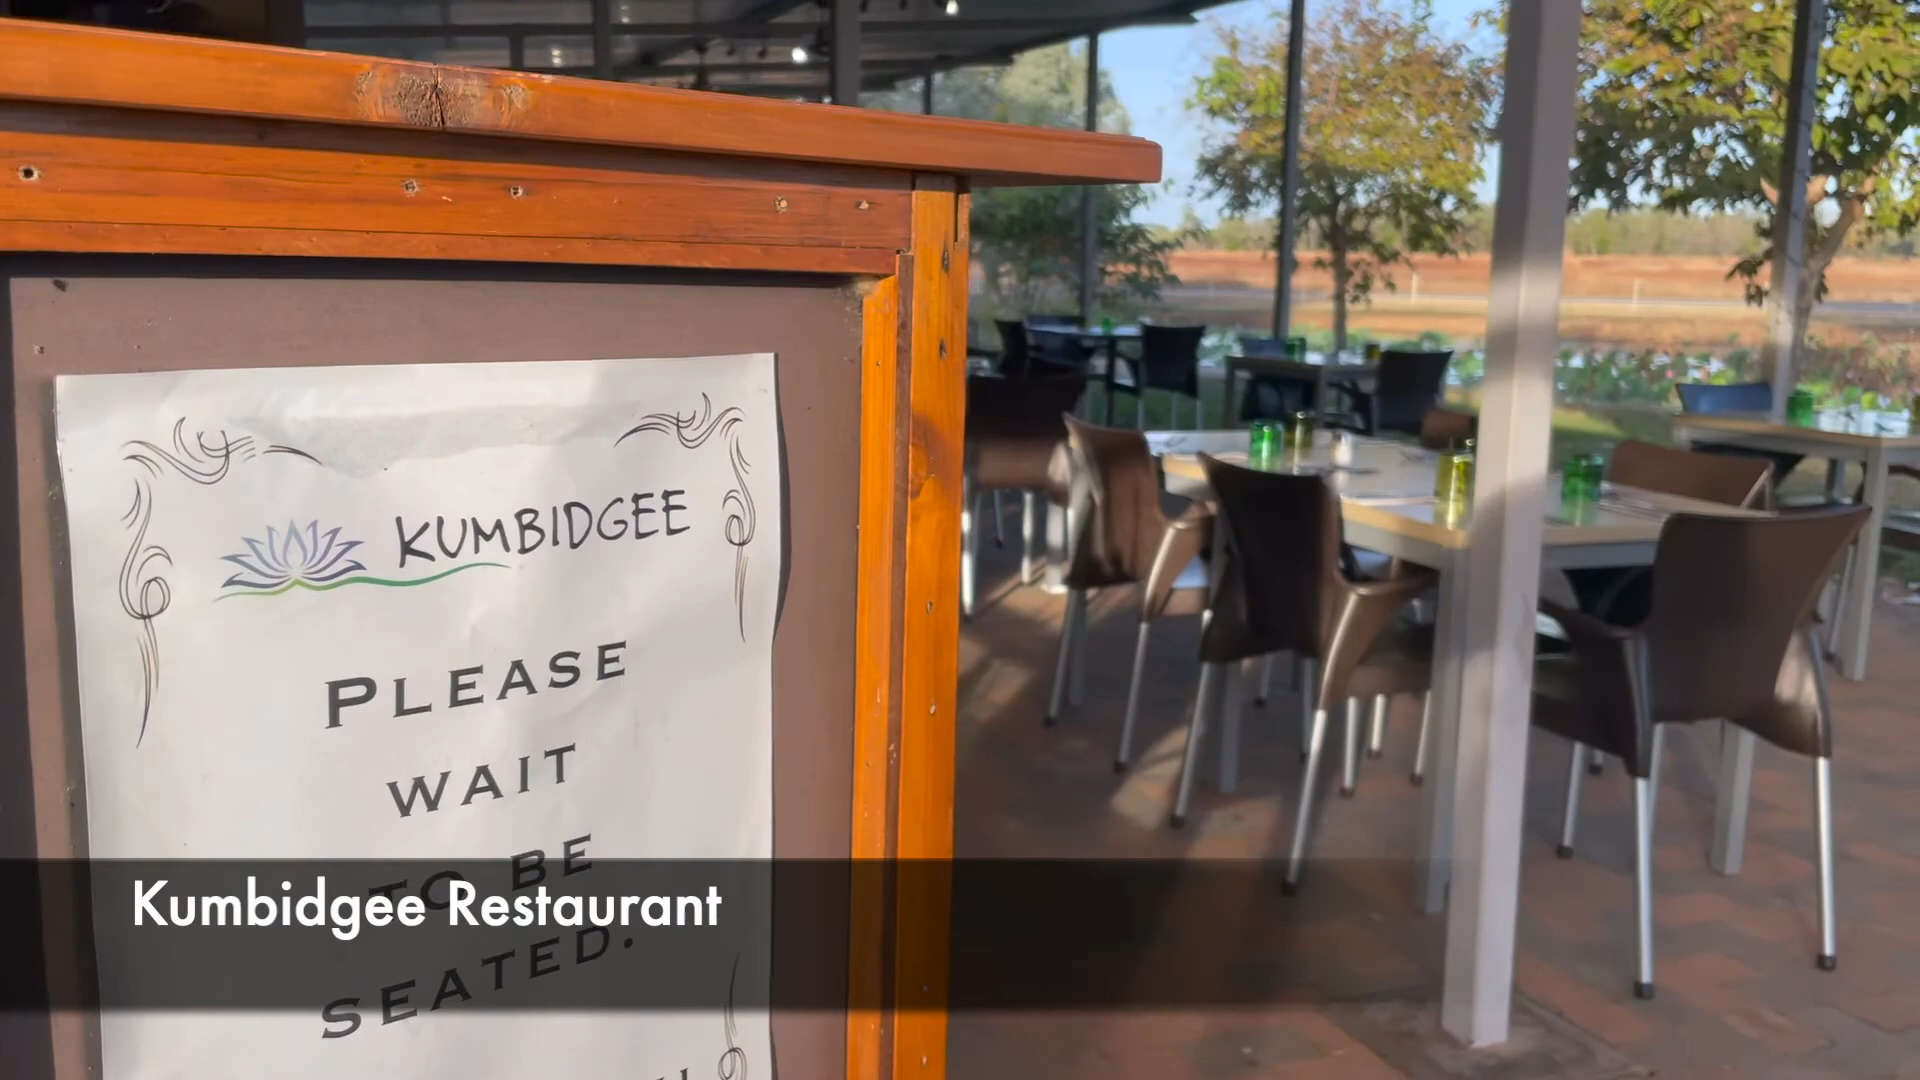 KUMBIDGEE
PLEASE
WAIT
TO BE
SEATED.
Kumbidgee Restaurant